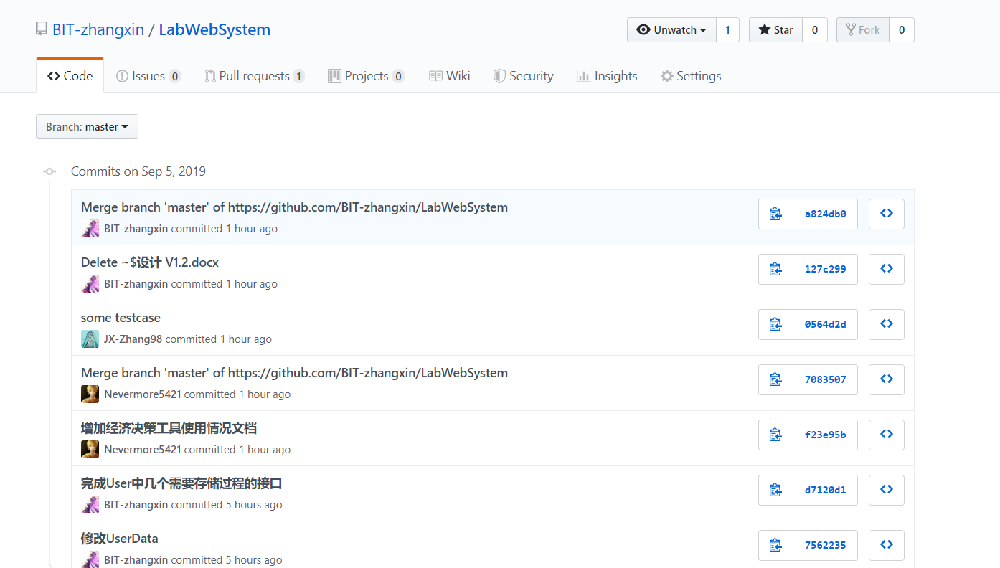 BIT-zhangxin / LabWebSystem
Unwatch 1 Star 0 Fork 0
Code Issues 0 Pull requests 1 Projects 0 Wiki Security Insights Settings
Branch: master
Commits on Sep 5, 2019
Merge branch 'master' of https://github.com/BIT-zhangxin/LabWebSystem
BIT-zhangxin committed 1 hour ago
a824db0
Delete ~$设计 V1.2.docx
BIT-zhangxin committed 1 hour ago
127c299
some testcase
JX-Zhang98 committed 1 hour ago
0564d2d
Merge branch 'master' of https://github.com/BIT-zhangxin/LabWebSystem
Nevermore5421 committed 1 hour ago
7083507
增加经济决策工具使用情况文档
Nevermore5421 committed 1 hour ago
f23e95b
完成User中几个需要存储过程的接口
BIT-zhangxin committed 5 hours ago
d7120d1
修改UserData
BIT-zhangxin committed 5 hours ago
7562235